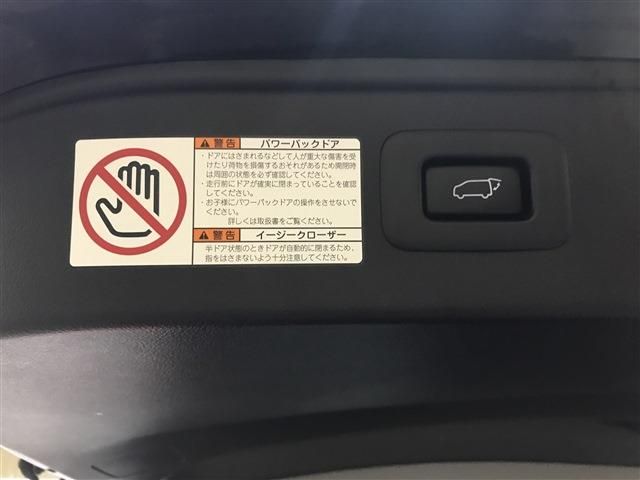 警告 パワーバックドア
・ドアにはさまれるなどして人が重大な傷害を受
けたり荷物を損傷するおそれがあるため開閉時
は周囲の状態を必ず確認してください。
・走行前にドアが確実に閉まっていることを確認
してください。
・お子様にパワーバックドアの操作をさせないで
ください。
詳しくは取扱書をご覧ください。
警告 イージークローザー
半ドア状態のときドアが自動的に閉まるため、
指をはさまないよう十分注意してください。